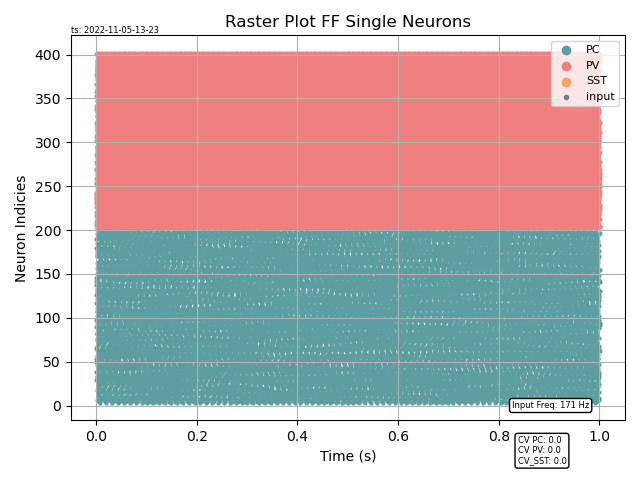 Raster Plot FF Single Neurons
ts: 2022-11-05-13-23
PC
PV
SST
input
400
350
300
250
200
150
100
50
0
Neuron Indicies
Input Freq: 171 Hz
0.0 0.2 0.4 0.6 0.8 1.0
Time (s)
CV PC: 0.0
CV PV: 0.0
CV_SST: 0.0